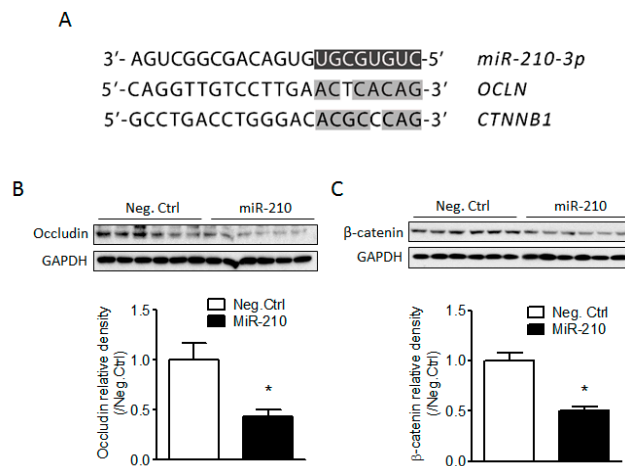 A
3’- AGUCGGCGACAGUGUGCGUGUC-5’ miR-210-3p
5’-CAGGTTGTCCTTGAACTCACAG-3’ OCLN
5’-GCCTGACCTGGGACACGCCCAG-3’ CTNNB1
B
Neg. Ctrl miR-210
Occludin
GAPDH
Occludin relative density
(/Neg.Ctrl)
1.5
1.0
0.5
0.0
Neg.Ctrl
MiR-210
*
C
Neg. Ctrl miR-210
β-catenin
GAPDH
β-catenin relative density
(/Neg.Ctrl)
1.5
1.0
0.5
0.0
Neg. Ctrl
MiR-210
*